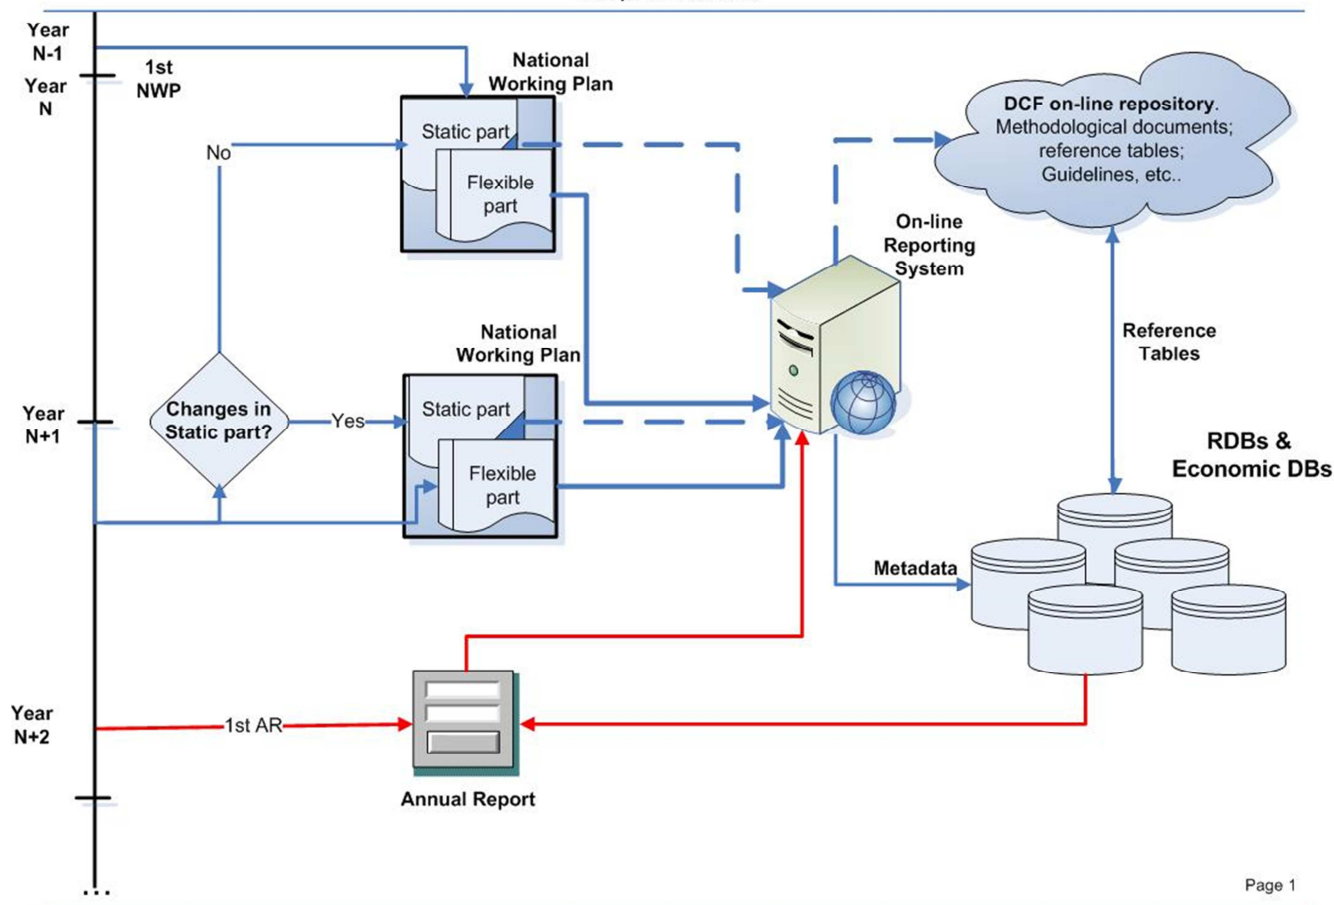 Year
N-1
1st
NWP
Year
N
National
Working Plan
Static part
Flexible
part
No
DCF on-line repository.
Methodological documents;
reference tables;
Guidelines, etc..
On-line
Reporting
System
Reference
Tables
National
Working Plan
Static part
Flexible
part
Year
N+1
Changes in
Static part?
Yes
RDBs &
Economic DBs
Metadata
Year
N+2
1st AR
Annual Report
...
Page 1